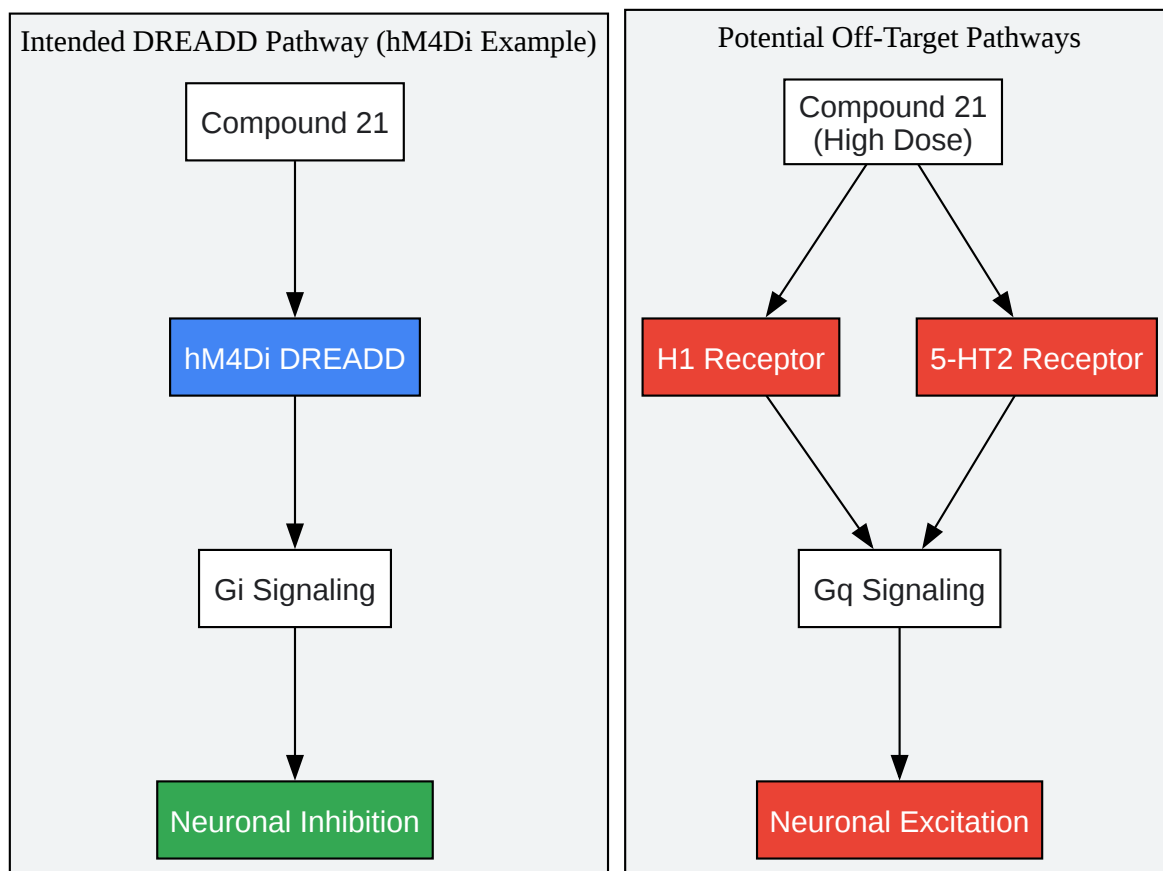 Intended DREADD Pathway (hM4Di Example)
Compound 21
hM4Di DREADD
Gi Signaling
Neuronal Inhibition
Potential Off-Target Pathways
Compound 21
(High Dose)
H1 Receptor
5-HT2 Receptor
Gq Signaling
Neuronal Excitation